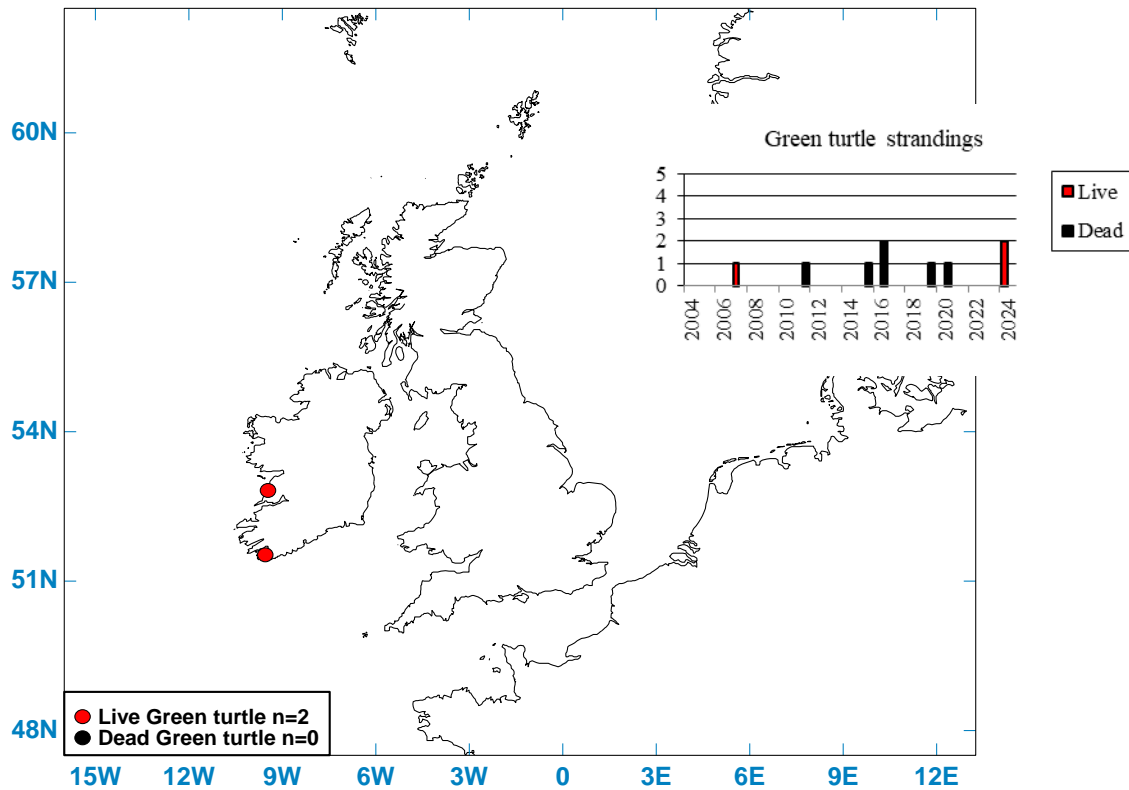 60N
57N
54N
51N
48N
15W 12W 9W 6W 3W 0 3E 6E 9E 12E
Green turtle strandings
5
4
3
2
1
0
2004 2006 2008 2010 2012 2014 2016 2018 2020 2022 2024
Live
Dead
Live Green turtle n=2
Dead Green turtle n=0